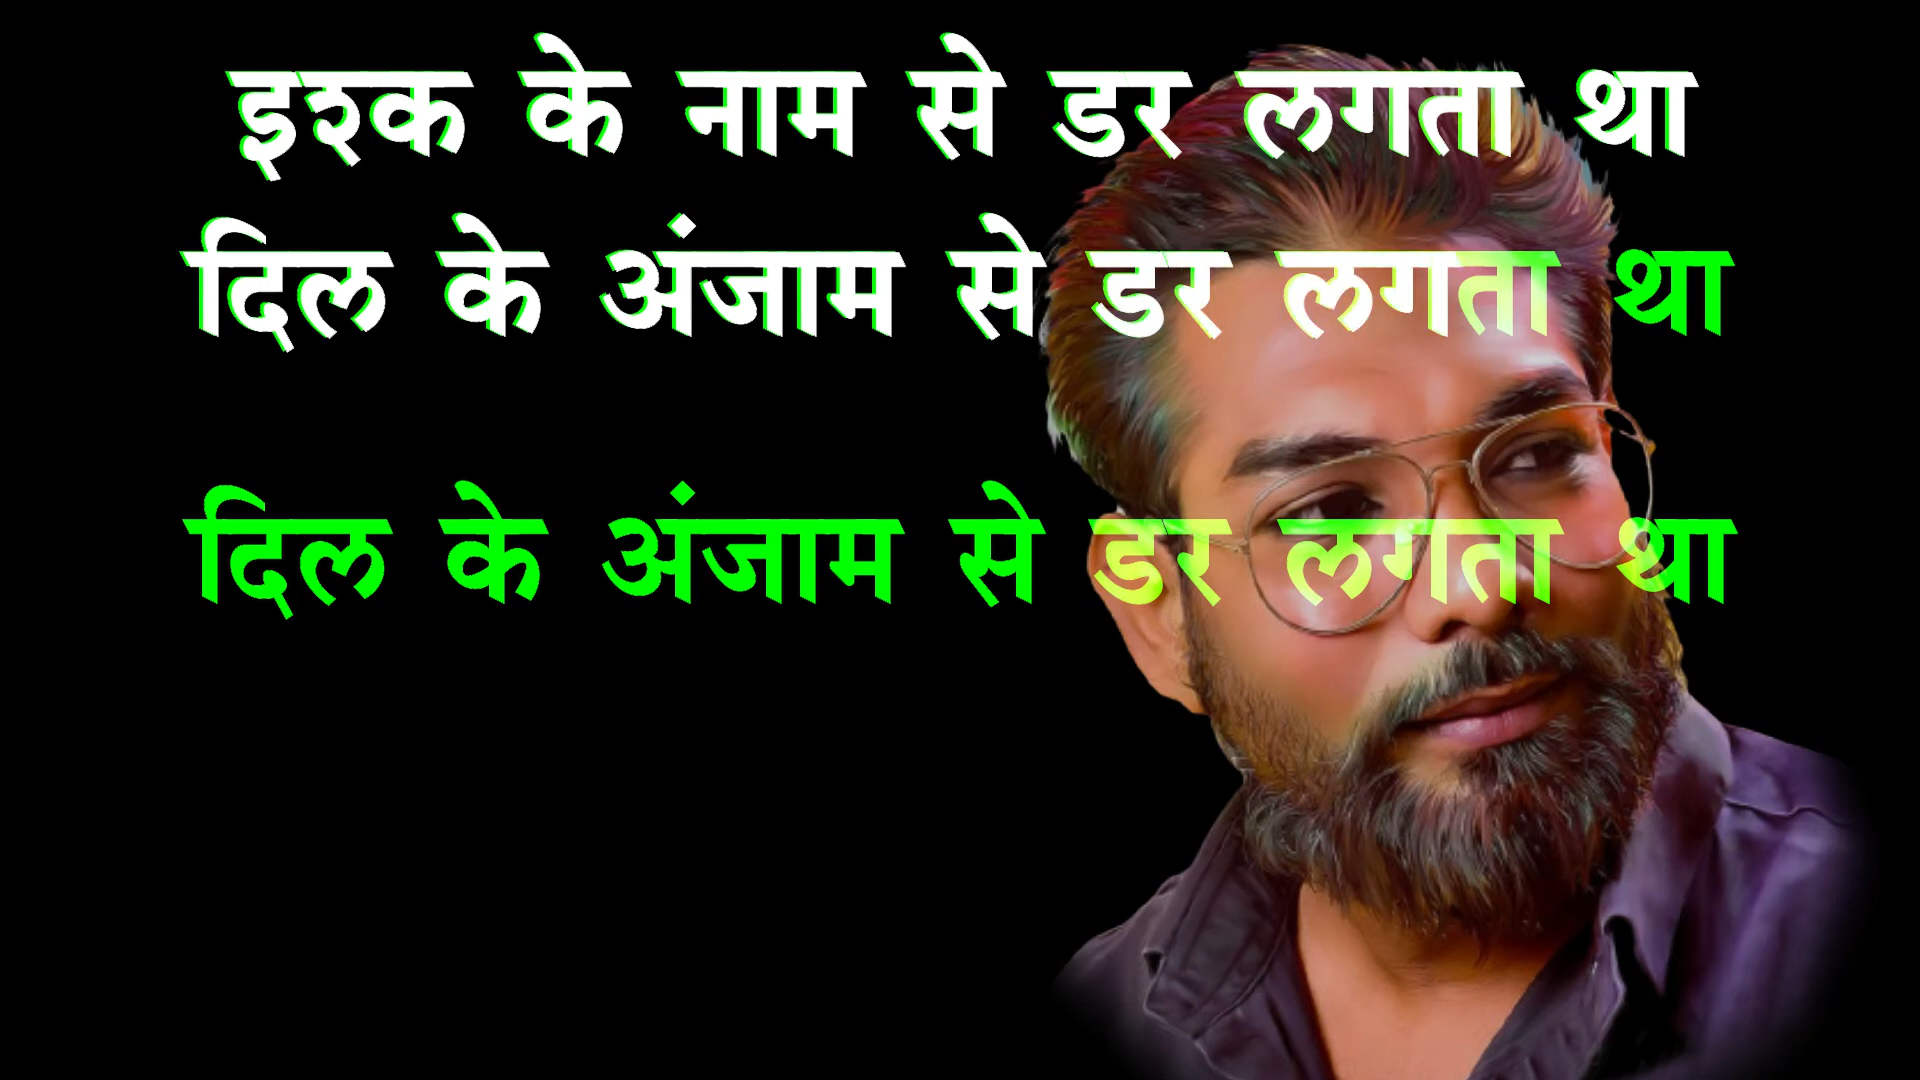 इश्क के नाम से डर लगता था
दिल के अंजाम से डर लगता था
दिल के अंजाम से डर लगता था